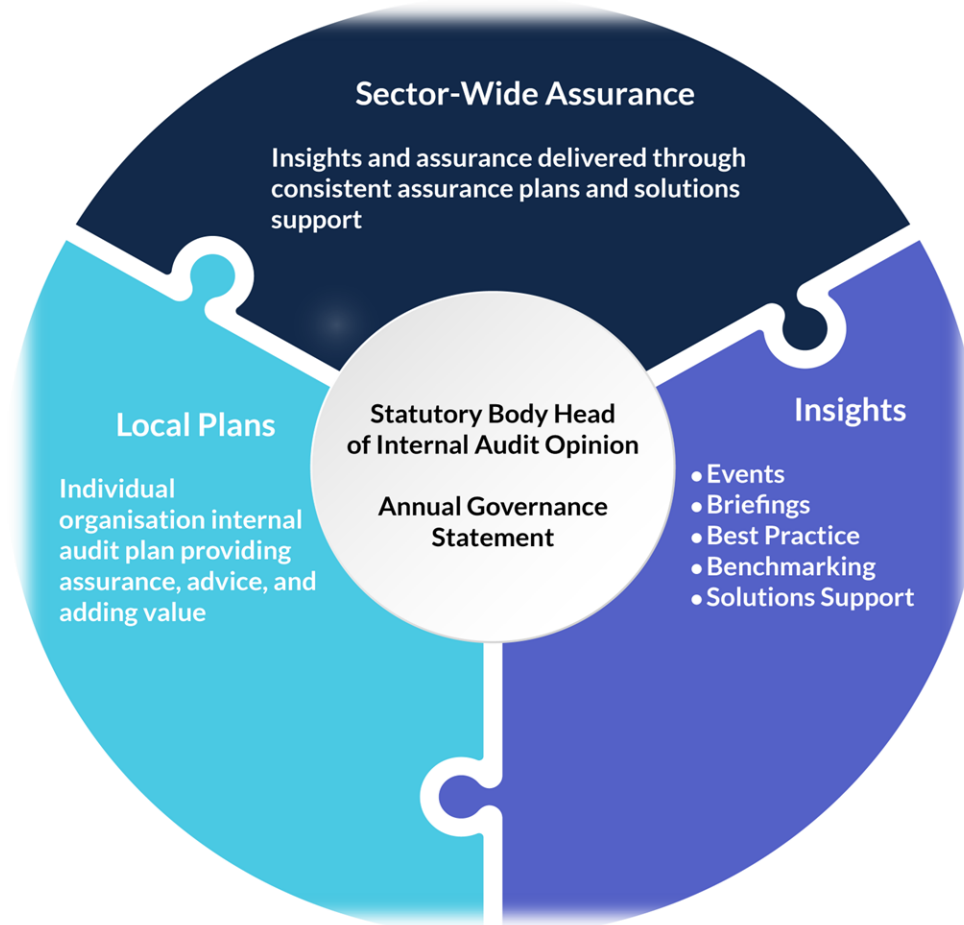 Sector-Wide Assurance
Insights and assurance delivered through
consistent assurance plans and solutions
support
Local Plans
Individual
organisation internal
audit plan providing
assurance, advice, and
adding value
Statutory Body Head
of Internal Audit Opinion
Annual Governance
Statement
Insights
• Events
• Briefings
• Best Practice
• Benchmarking
• Solutions Support